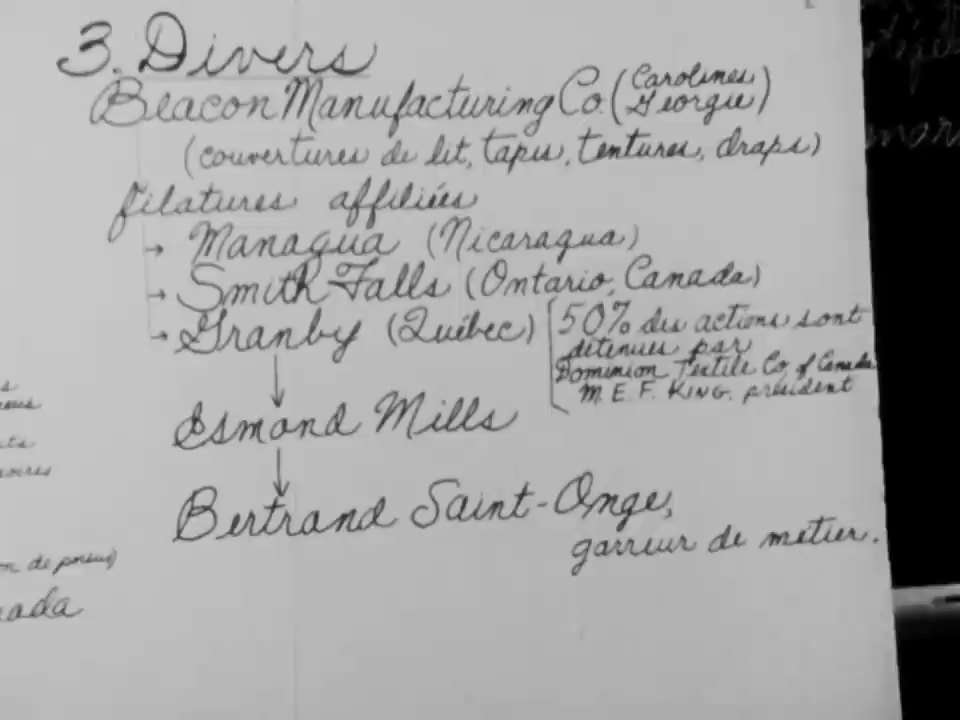 3. Divers
Beacon Manufacturing Co. (Carolines Georgie)
(couvertures de lit, tapis, tentures, draps)
filatures affiliées
→ Managua (Nicaragua)
→ Smith Falls (Ontario, Canada)
→ Granby (Québec)
[50% des actions sont
détenues par
Dominion Textile Co. of Canada
M. E. F. KING. président
↓
Esmond Mills
↓
Bertrand Saint-Onge,
garreur de métier.